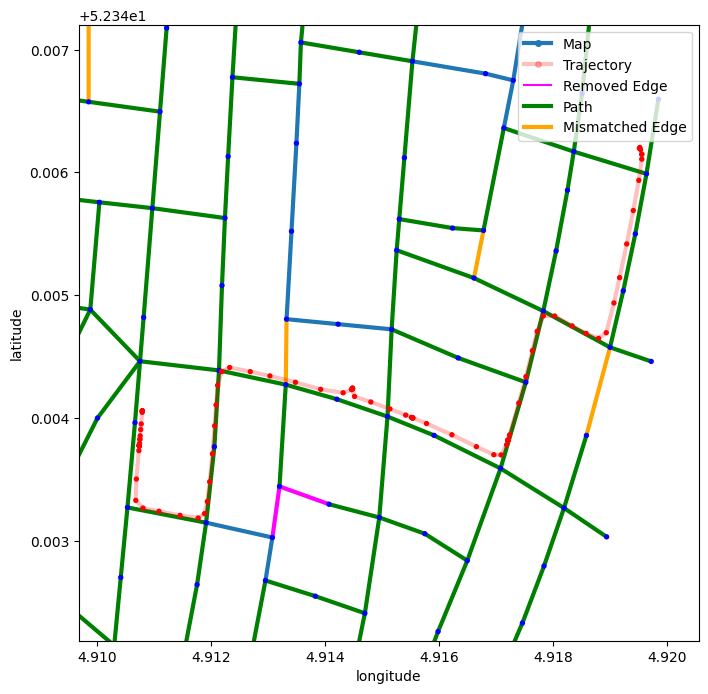 +5.234e1
0.007
0.006
0.005
0.004
0.003
latitude
4.910 4.912 4.914 4.916 4.918 4.920
longitude
Map
Trajectory
Removed Edge
Path
Mismatched Edge